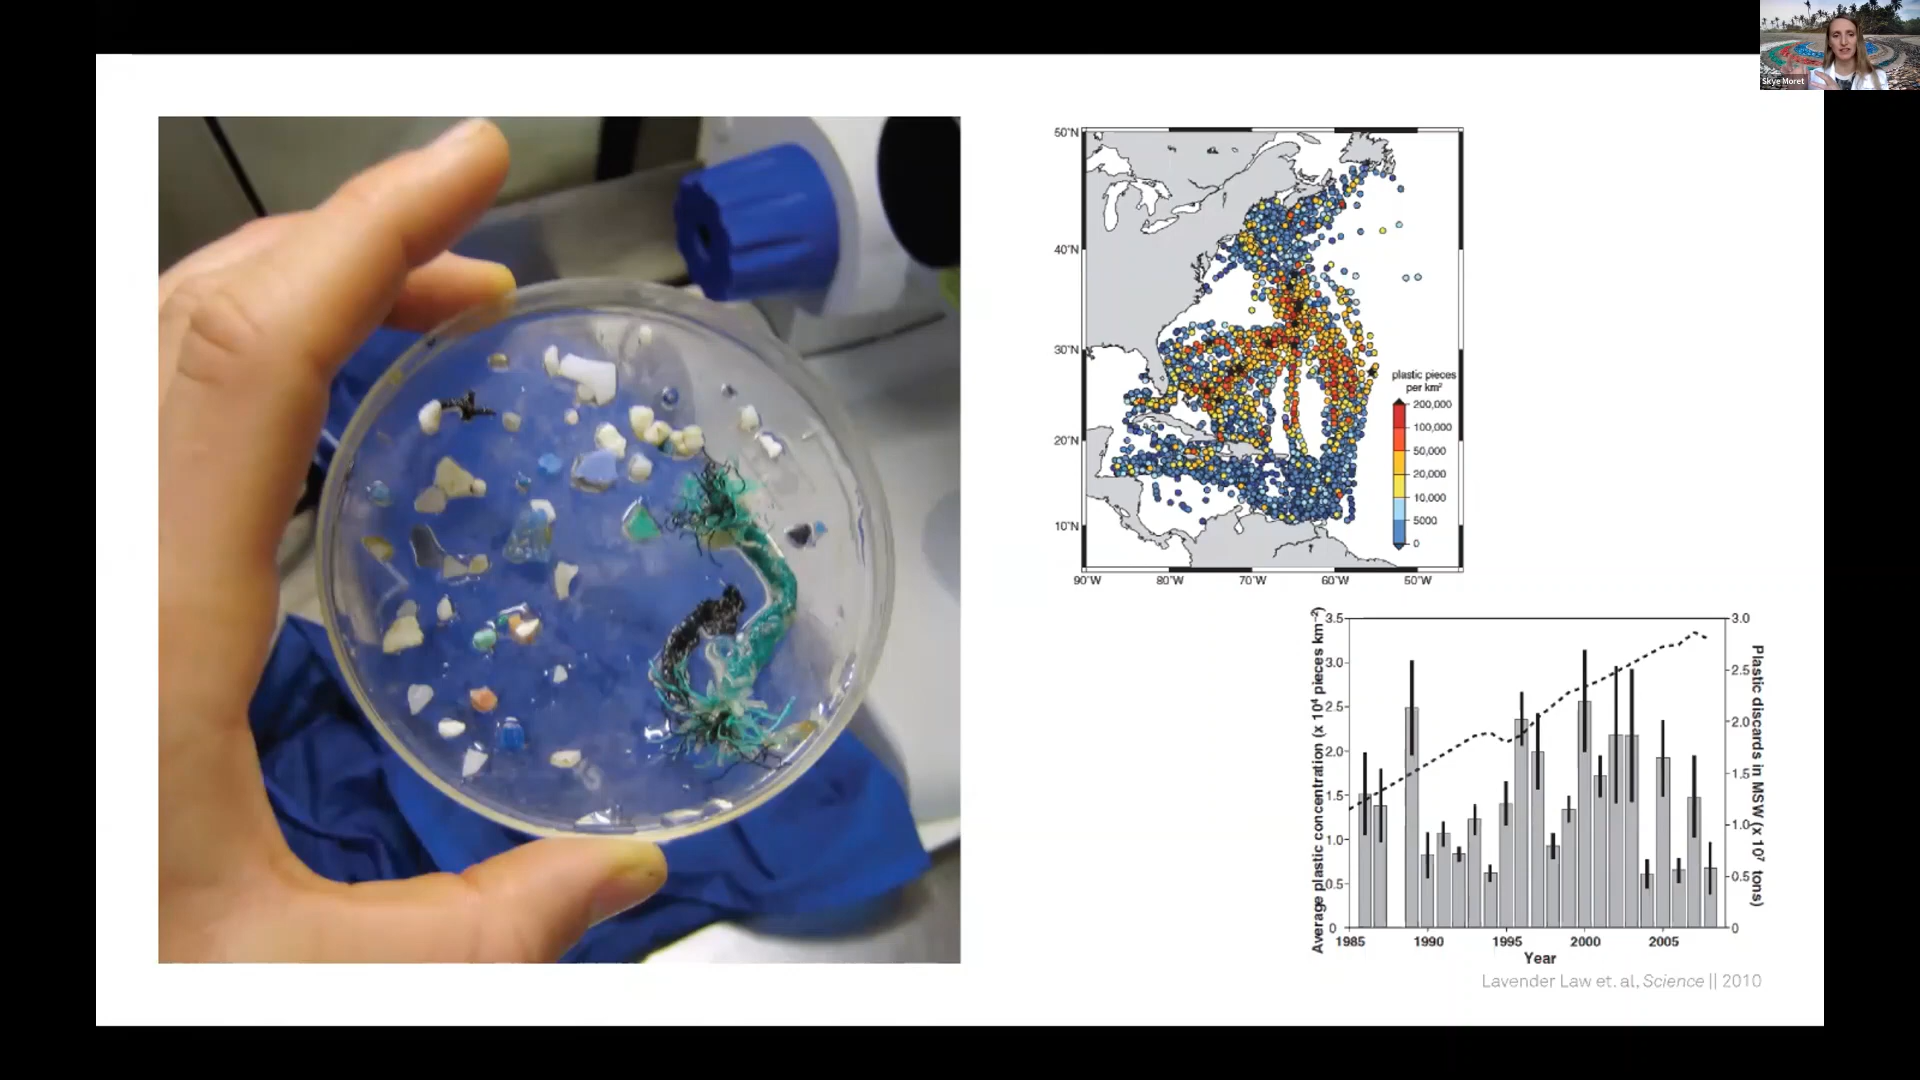 Skye Moret
50°N
40°N
30°N
20°N
10°N
90°W
80°W
70°W
60°W
50°W
plastic pieces
per km²
200,000
100,000
50,000
20,000
10,000
5000
0
Average plastic concentration (x 10⁴ pieces km⁻²)
3.5
3.0
2.5
2.0
1.5
1.0
0.5
0
3.0
2.5
2.0
1.5
1.0
0.5
0
Plastic discards in MSW (x 10⁷ tons)
1985
1990
1995
2000
2005
Year
Lavender Law et. al, Science || 2010